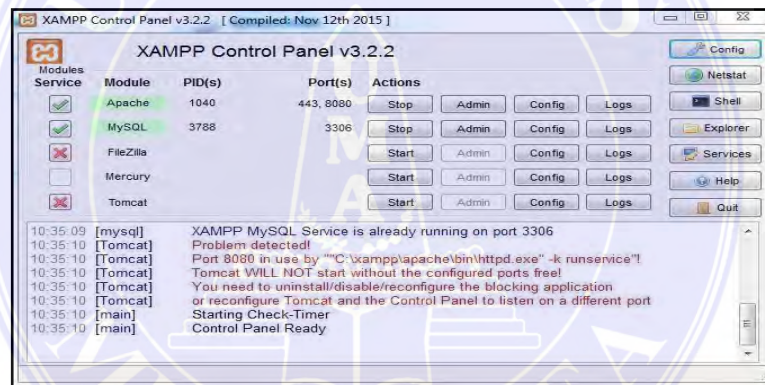 XAMPP Control Panel v3.2.2 [ Compiled: Nov 12th 2015 ]
XAMPP Control Panel v3.2.2
Config
Modules
Service Module PID(s) Port(s) Actions
Netstat
Apache 1040 443, 8080 Stop Admin Config Logs
Shell
MySQL 3788 3306 Stop Admin Config Logs
Explorer
FileZilla Start Admin Config Logs
Services
Mercury Start Admin Config Logs
Help
Tomcat Start Admin Config Logs
Quit
10:35:09 [mysql] XAMPP MySQL Service is already running on port 3306
10:35:10 [Tomcat] Problem detected!
10:35:10 [Tomcat] Port 8080 in use by ""C:\xampp\apache\bin\httpd.exe" -k runservice"!
10:35:10 [Tomcat] Tomcat WILL NOT start without the configured ports free!
10:35:10 [Tomcat] You need to uninstall/disable/reconfigure the blocking application
10:35:10 [Tomcat] or reconfigure Tomcat and the Control Panel to listen on a different port
10:35:10 [main] Starting Check-Timer
10:35:10 [main] Control Panel Ready